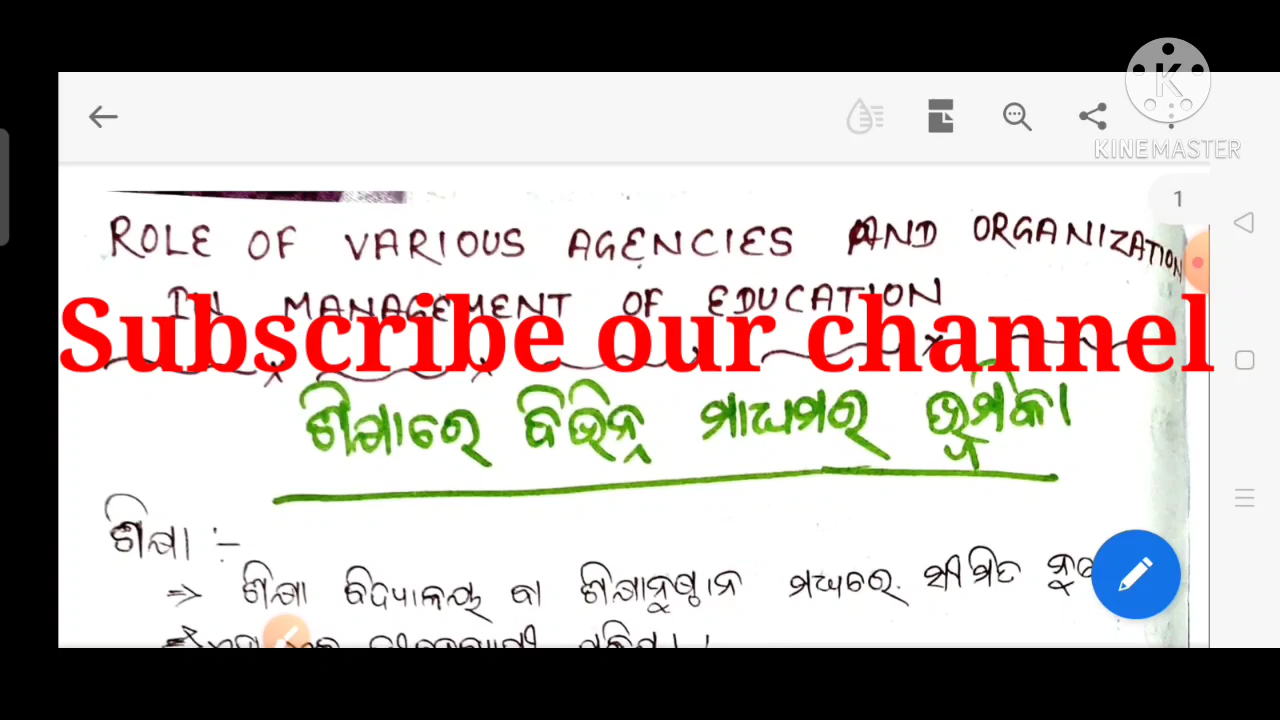 KINEMASTER
1
ROLE OF VARIOUS AGENCIES AND ORGANIZATION
IN MANAGEMENT OF EDUCATION
Subscribe our channel
ଶିକ୍ଷାରେ ବିଭିନ୍ନ ମାଧ୍ୟମର ଭୂମିକା
ଶିକ୍ଷା :-
⇒ ଶିକ୍ଷା ବିଦ୍ୟାଳୟ ବା ଶିକ୍ଷାନୁଷ୍ଠାନ ମଧ୍ୟରେ ସୀମିତ